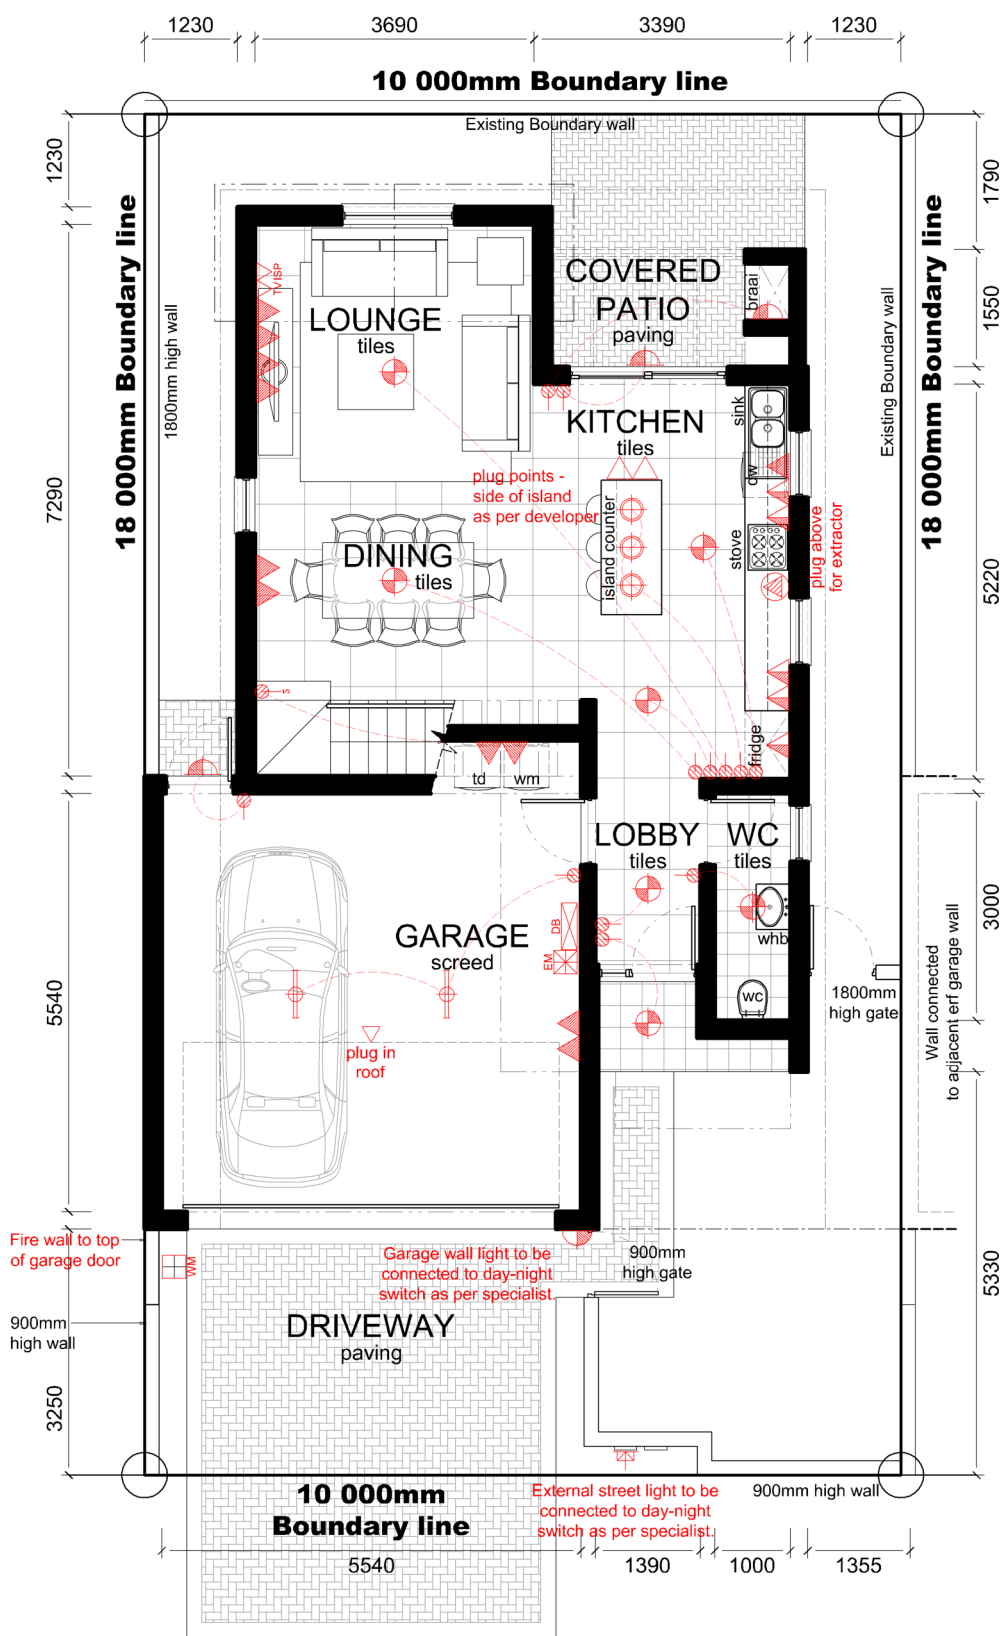 1230
3690
3390
1230
10 000mm Boundary line
Existing Boundary wall
1230
1790
18 000mm Boundary line
18 000mm Boundary line
TV
ISP
COVERED
PATIO
paving
braai
1550
LOUNGE
tiles
1800mm high wall
Existing Boundary wall
sink
KITCHEN
tiles
cw
plug points -
side of island
as per developer
7290
island counter
stove
plug above
for extractor
DINING
tiles
5220
S
fridge
td
wm
LOBBY
tiles
WC
tiles
3000
DB
GARAGE
screed
EM
whb
wc
1800mm
high gate
Wall connected
to adjacent erf garage wall
5540
plug in
roof
Fire wall to top
of garage door
WM
Garage wall light to be
connected to day-night
switch as per specialist.
900mm
high gate
5330
900mm
high wall
DRIVEWAY
paving
3250
10 000mm
Boundary line
External street light to be
connected to day-night
switch as per specialist.
900mm high wall
5540
1390
1000
1355